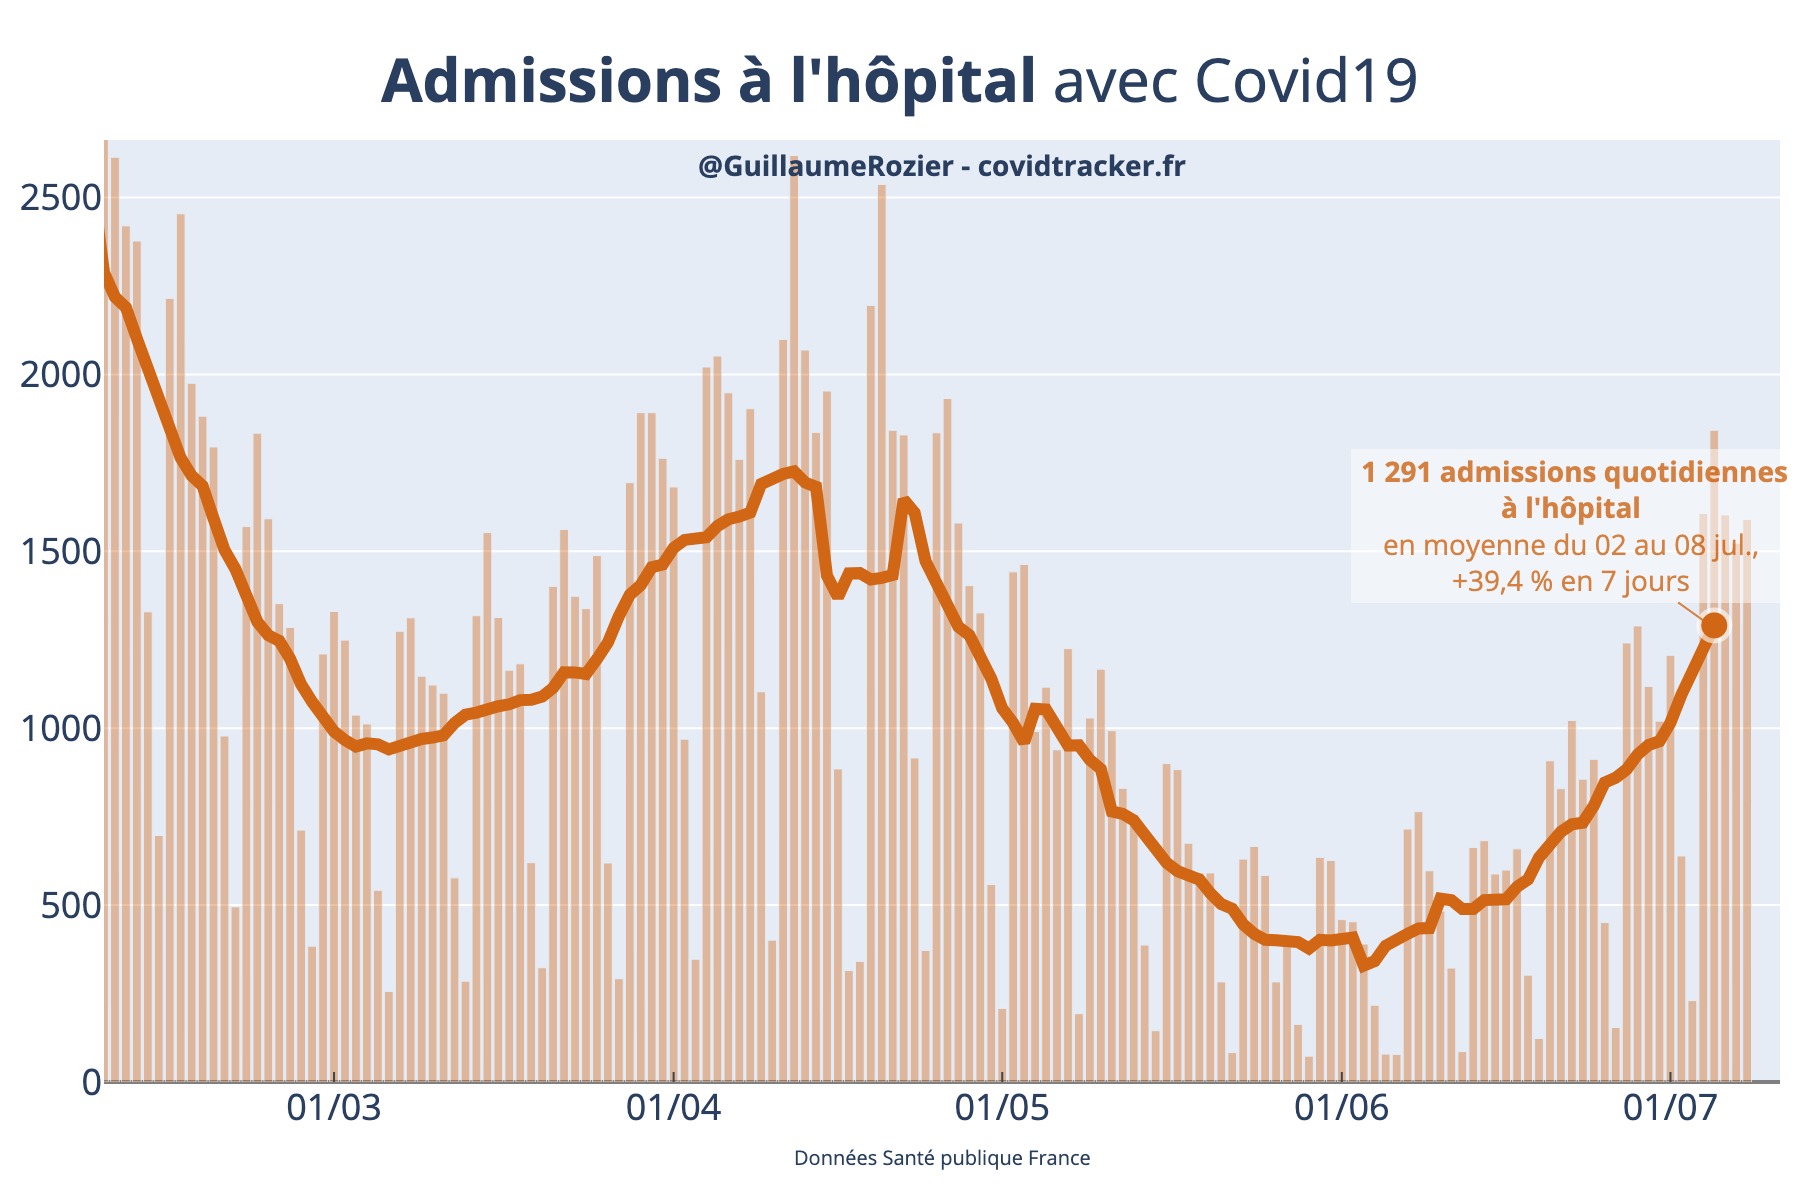 Admissions à l'hôpital avec Covid19
@GuillaumeRozier - covidtracker.fr
2500
2000
1500
1000
500
0
1 291 admissions quotidiennes
à l'hôpital
en moyenne du 02 au 08 jul.,
+39,4 % en 7 jours
01/03
01/04
01/05
01/06
01/07
Données Santé publique France